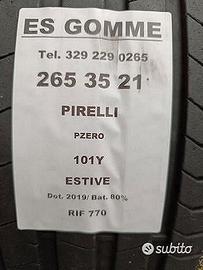 ES GOMME
Tel. 329 229 0265
265 35 21
PIRELLI
PZERO
101Y
ESTIVE
Dot. 2019/ Bat. 80%
RIF 770
subito